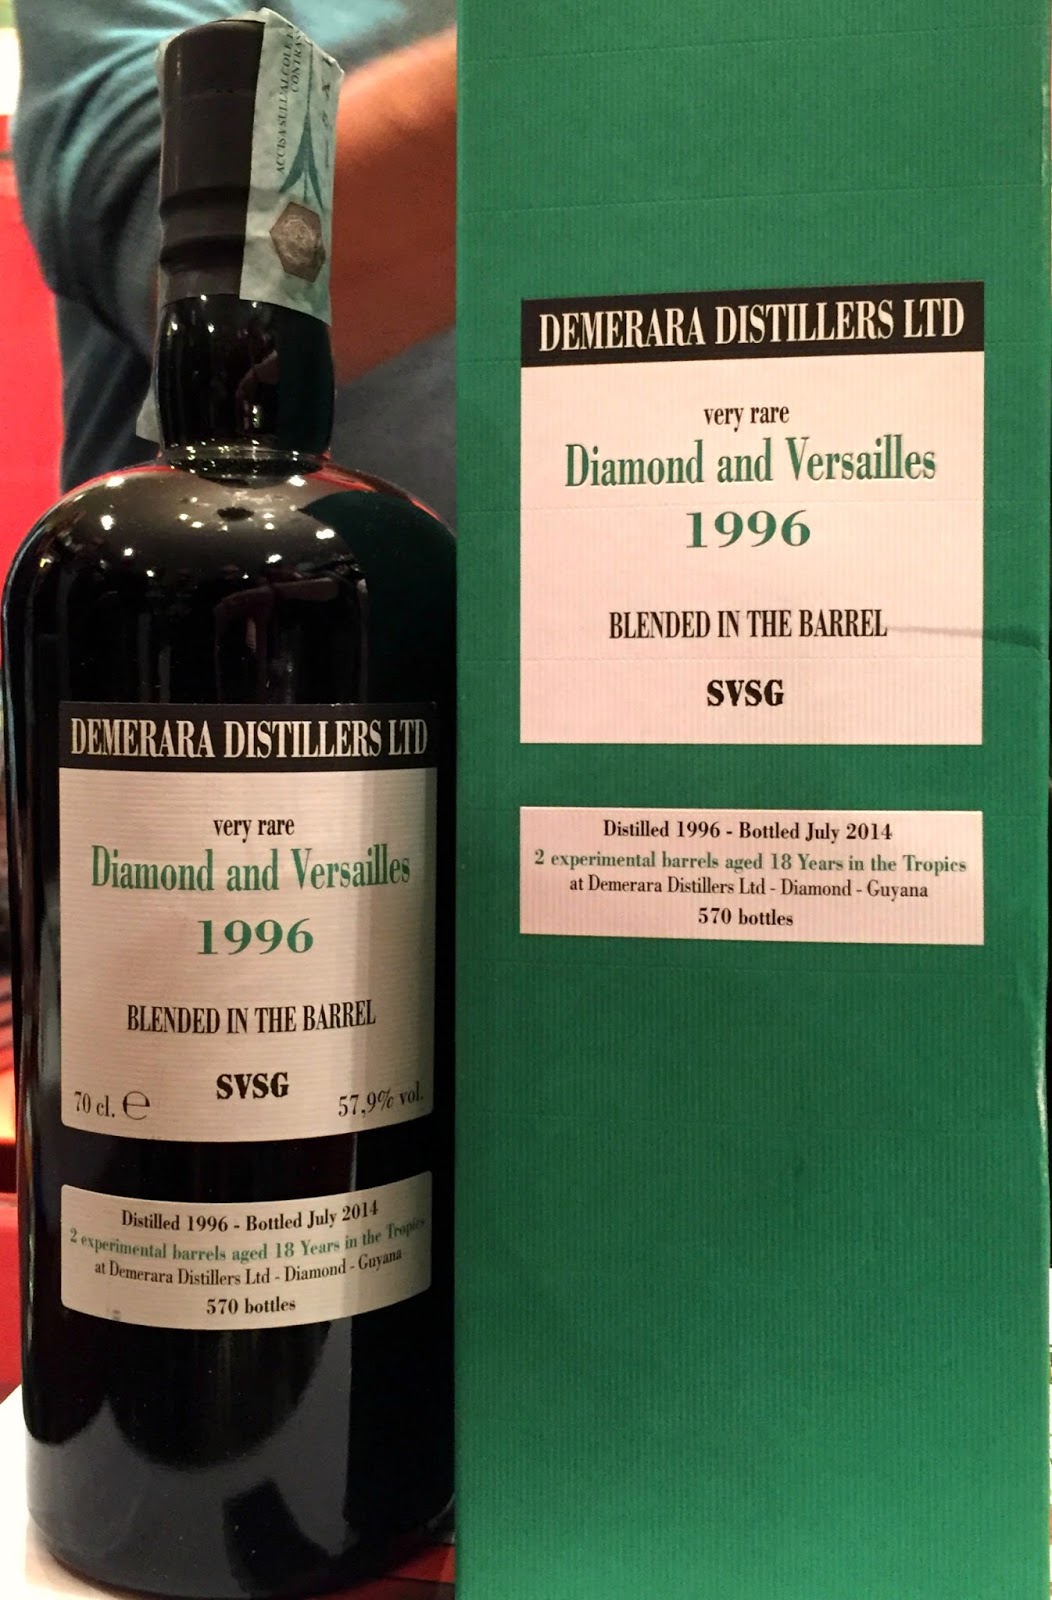 ACCISA SULL'ALCOLE E
CONTRASS
DEMERARA DISTILLERS LTD
very rare
Diamond and Versailles
1996
BLENDED IN THE BARREL
SVSG
70 cl. ℮ 57,9% vol.
Distilled 1996 - Bottled July 2014
2 experimental barrels aged 18 Years in the Tropics
at Demerara Distillers Ltd - Diamond - Guyana
570 bottles
DEMERARA DISTILLERS LTD
very rare
Diamond and Versailles
1996
BLENDED IN THE BARREL
SVSG
Distilled 1996 - Bottled July 2014
2 experimental barrels aged 18 Years in the Tropics
at Demerara Distillers Ltd - Diamond - Guyana
570 bottles